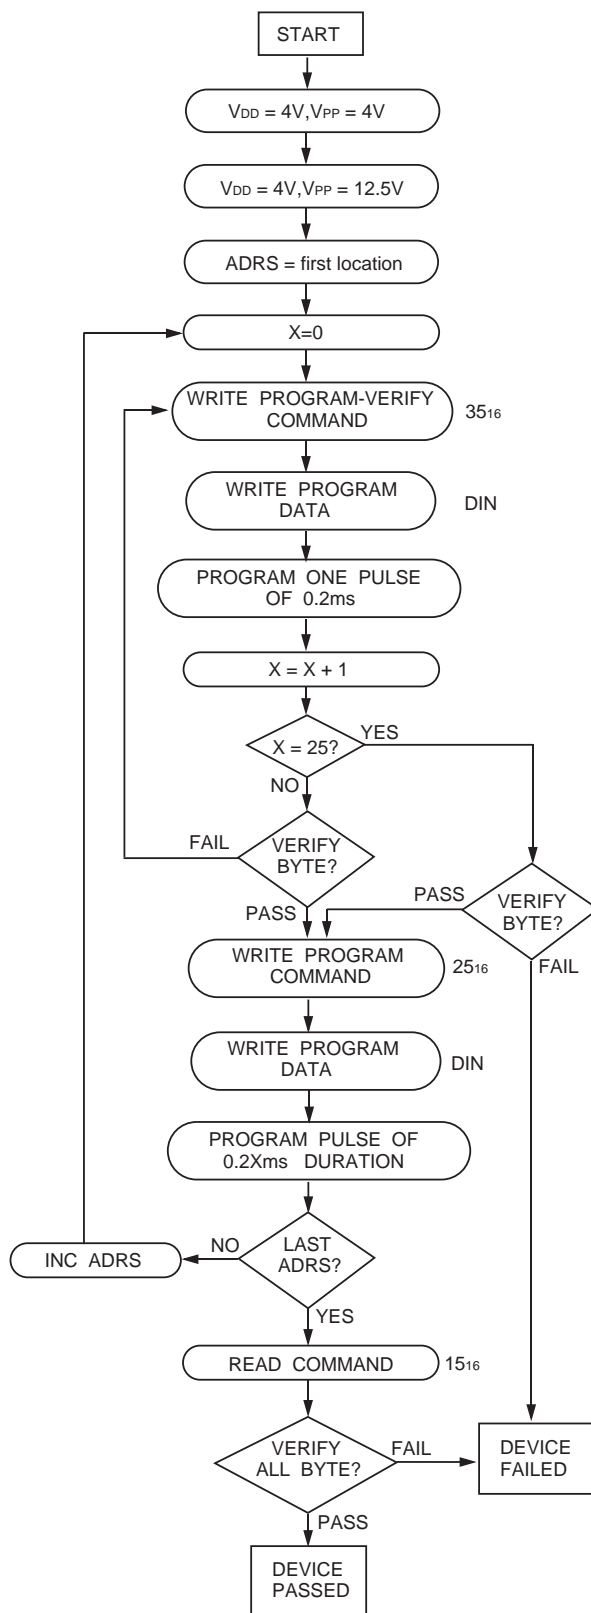 START
VDD = 4V,VPP = 4V
VDD = 4V,VPP = 12.5V
ADRS = first location
X=0
WRITE PROGRAM-VERIFY
COMMAND
3516
WRITE PROGRAM
DATA
DIN
PROGRAM ONE PULSE
OF 0.2ms
X = X + 1
X = 25?
YES
NO
FAIL
VERIFY
BYTE?
PASS
PASS
VERIFY
BYTE?
FAIL
WRITE PROGRAM
COMMAND
2516
WRITE PROGRAM
DATA
DIN
PROGRAM PULSE OF
0.2Xms DURATION
INC ADRS
NO
LAST
ADRS?
YES
READ COMMAND
1516
VERIFY
ALL BYTE?
FAIL
DEVICE
FAILED
PASS
DEVICE
PASSED